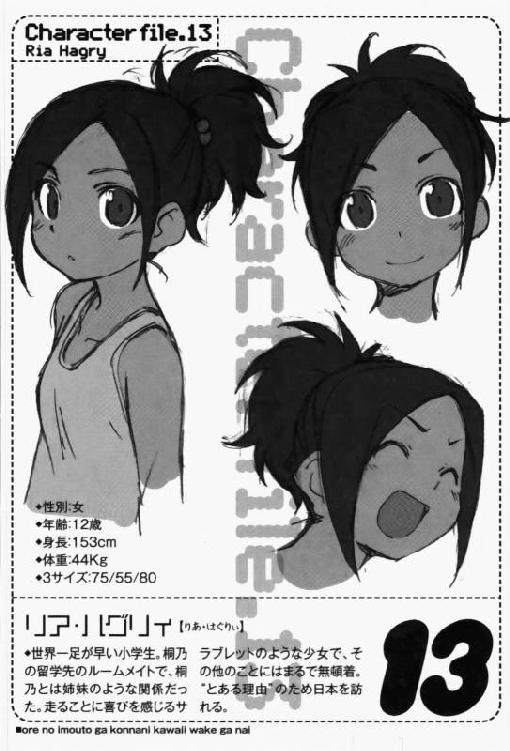 Character file.13
Ria Hagry
Character file.13
◆性別:女
◆年齢:12歳
◆身長:153cm
◆体重:44Kg
◆3サイズ:75/55/80
リア・ハグリィ【りあ・はぐりぃ】
◆世界一足が早い小学生。桐乃
の留学先のルームメイトで、桐
乃とは姉妹のような関係だっ
た。走ることに喜びを感じるサ
ラブレットのような少女で、そ
の他のことにはまるで無頓着。
“とある理由”のため日本を訪
れる。
13
■ore no imouto ga konnani kawaii wake ga nai